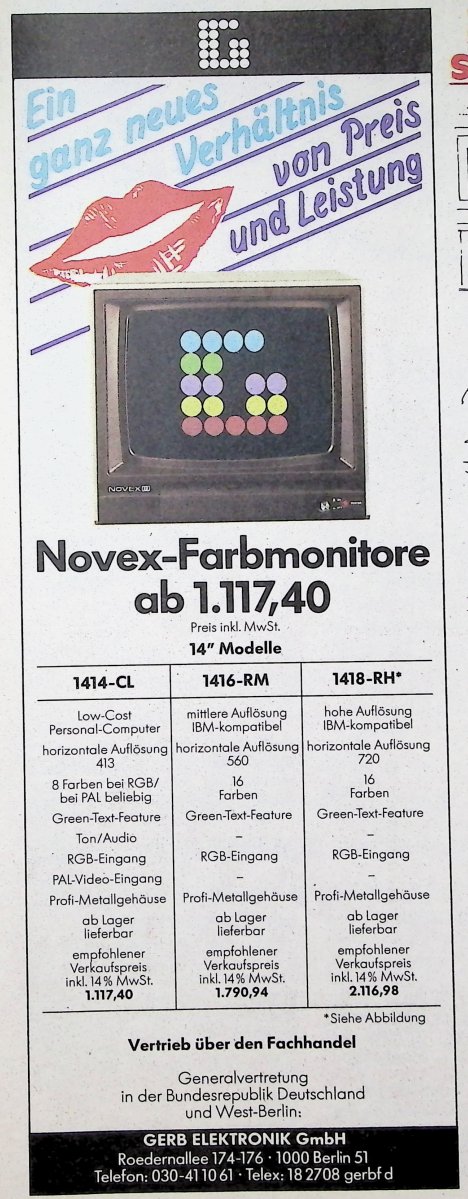 Ein
ganz neues
Verhältnis
von Preis
und Leistung
NOVEX
Novex-Farbmonitore
ab 1.117,40
Preis inkl. MwSt.
14" Modelle
1414-CL 1416-RM 1418-RH*
Low-Cost mittlere Auflösung hohe Auflösung
Personal-Computer IBM-kompatibel IBM-kompatibel
horizontale Auflösung horizontale Auflösung horizontale Auflösung
413 560 720
8 Farben bei RGB/ 16 16
bei PAL beliebig Farben Farben
Green-Text-Feature Green-Text-Feature Green-Text-Feature
Ton/Audio – –
RGB-Eingang RGB-Eingang RGB-Eingang
PAL-Video-Eingang – –
Profi-Metallgehäuse Profi-Metallgehäuse Profi-Metallgehäuse
ab Lager ab Lager ab Lager
lieferbar lieferbar lieferbar
empfohlener empfohlener empfohlener
Verkaufspreis Verkaufspreis Verkaufspreis
inkl. 14% MwSt. inkl. 14% MwSt. inkl. 14% MwSt.
1.117,40 1.790,94 2.116,98
*Siehe Abbildung
Vertrieb über den Fachhandel
Generalvertretung
in der Bundesrepublik Deutschland
und West-Berlin:
GERB ELEKTRONIK GmbH
Roedernallee 174-176 · 1000 Berlin 51
Telefon: 030-41 10 61 · Telex: 18 2708 gerbf d